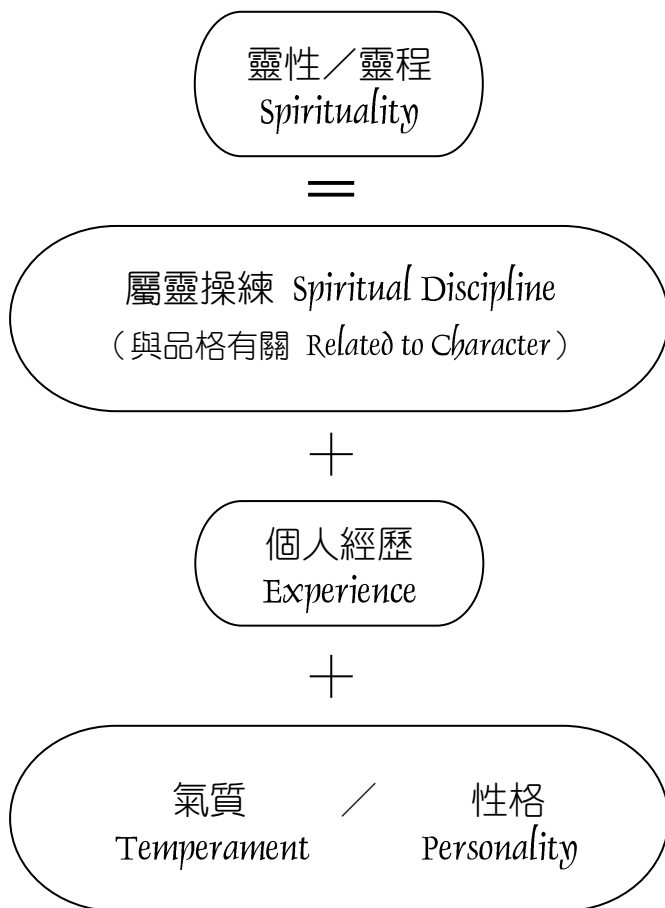 靈性／靈程
Spirituality
=
屬靈操練 Spiritual Discipline
（與品格有關 Related to Character）
+
個人經歷
Experience
+
氣質 ／ 性格
Temperament Personality